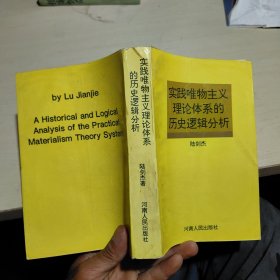 by Lu Jianjie
A Historical and Logical
Analysis of the Practical
Materialism Theory System
实践唯物主义理论体系
的历史逻辑分析
陆剑杰著
河南人民出版社
实践唯物主义
理论体系的
历史逻辑分析
陆剑杰
河南人民出版社